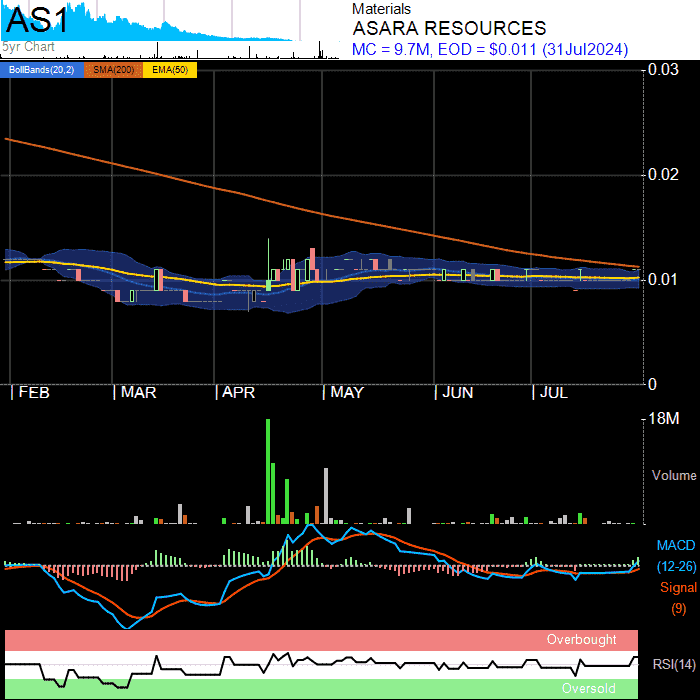 AS1
5yr Chart
Materials
ASARA RESOURCES
MC = 9.7M, EOD = $0.011 (31Jul2024)
BollBands(20,2) SMA(200) EMA(50)
0.03
0.02
0.01
0
FEB MAR APR MAY JUN JUL
18M
Volume
MACD
(12-26)
Signal
(9)
Overbought
RSI(14)
Oversold